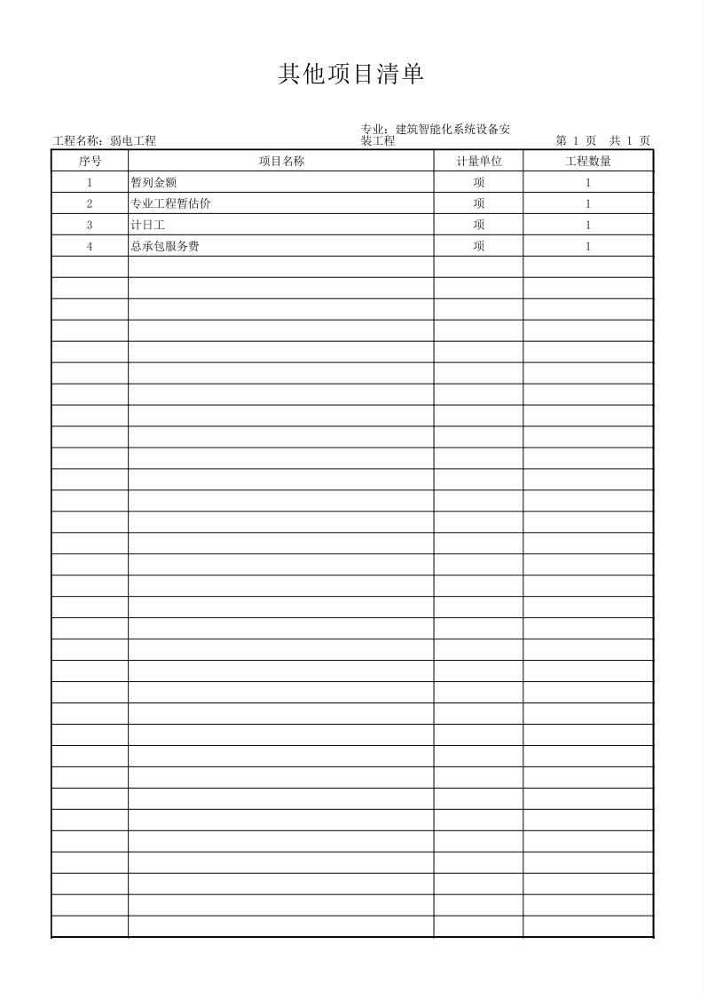 其他项目清单
专业：建筑智能化系统设备安
工程名称：弱电工程 装工程 第 1 页 共 1 页
序号 项目名称 计量单位 工程数量
1 暂列金额 项 1
2 专业工程暂估价 项 1
3 计日工 项 1
4 总承包服务费 项 1